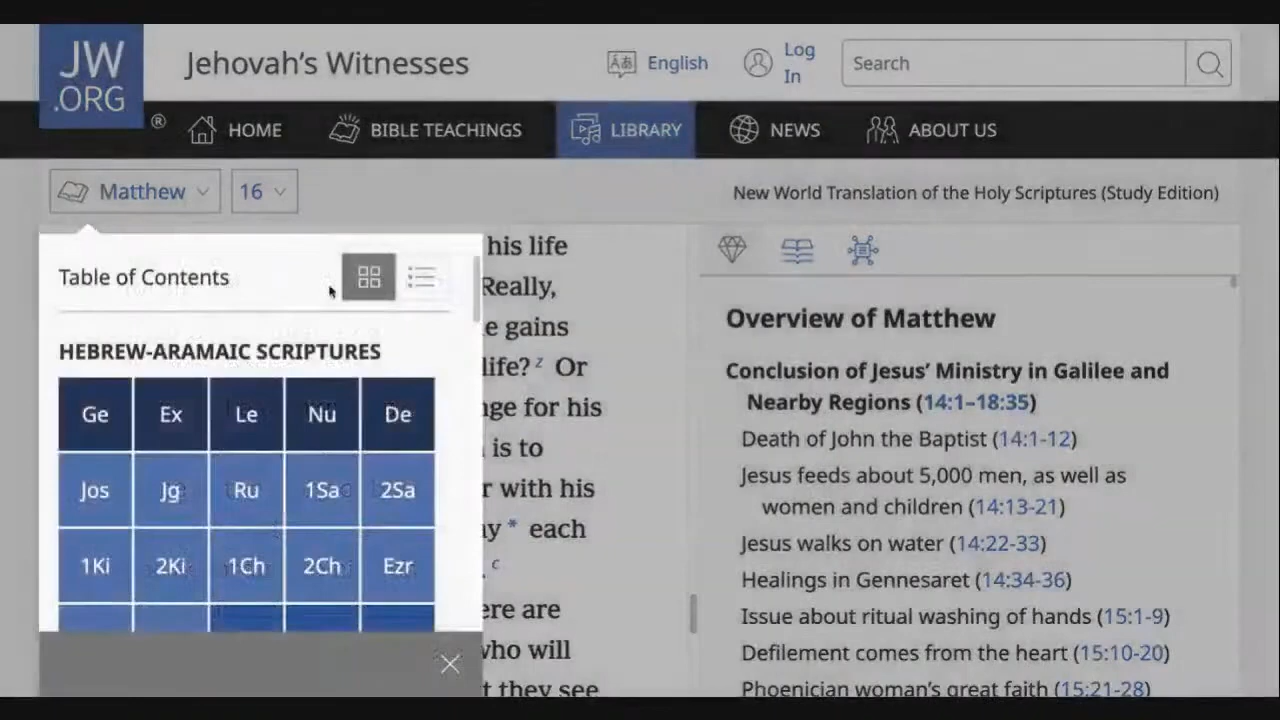 JW
.ORG
®
Jehovah's Witnesses
English
Log
In
Search
HOME
BIBLE TEACHINGS
LIBRARY
NEWS
ABOUT US
Matthew
16
New World Translation of the Holy Scriptures (Study Edition)
Table of Contents
HEBREW-ARAMAIC SCRIPTURES
Ge Ex Le Nu De
Jos Jg Ru 1Sa 2Sa
1Ki 2Ki 1Ch 2Ch Ezr
his life
Really,
e gains
life? z Or
nge for his
is to
r with his
ay * each
. c
ere are
who will
t they see
Overview of Matthew
Conclusion of Jesus' Ministry in Galilee and
Nearby Regions (14:1–18:35)
Death of John the Baptist (14:1-12)
Jesus feeds about 5,000 men, as well as
women and children (14:13-21)
Jesus walks on water (14:22-33)
Healings in Gennesaret (14:34-36)
Issue about ritual washing of hands (15:1-9)
Defilement comes from the heart (15:10-20)
Phoenician woman's great faith (15:21-28)